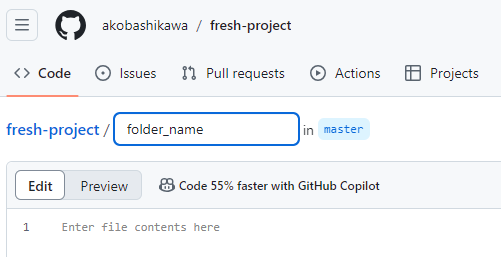 akobashikawa / fresh-project
Code Issues Pull requests Actions Projects
fresh-project / folder_name in master
Edit Preview Code 55% faster with GitHub Copilot
1 Enter file contents here